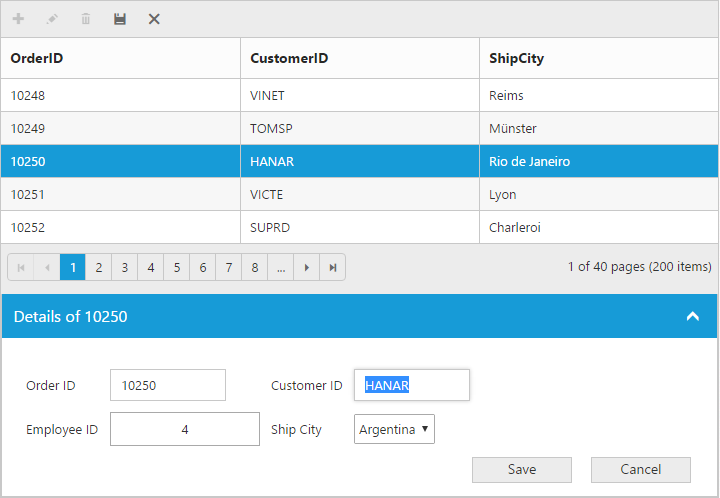 OrderID CustomerID ShipCity
10248 VINET Reims
10249 TOMSP Münster
10250 HANAR Rio de Janeiro
10251 VICTE Lyon
10252 SUPRD Charleroi
1 2 3 4 5 6 7 8 ... 1 of 40 pages (200 items)
Details of 10250
Order ID 10250 Customer ID HANAR
Employee ID 4 Ship City Argentina
Save Cancel